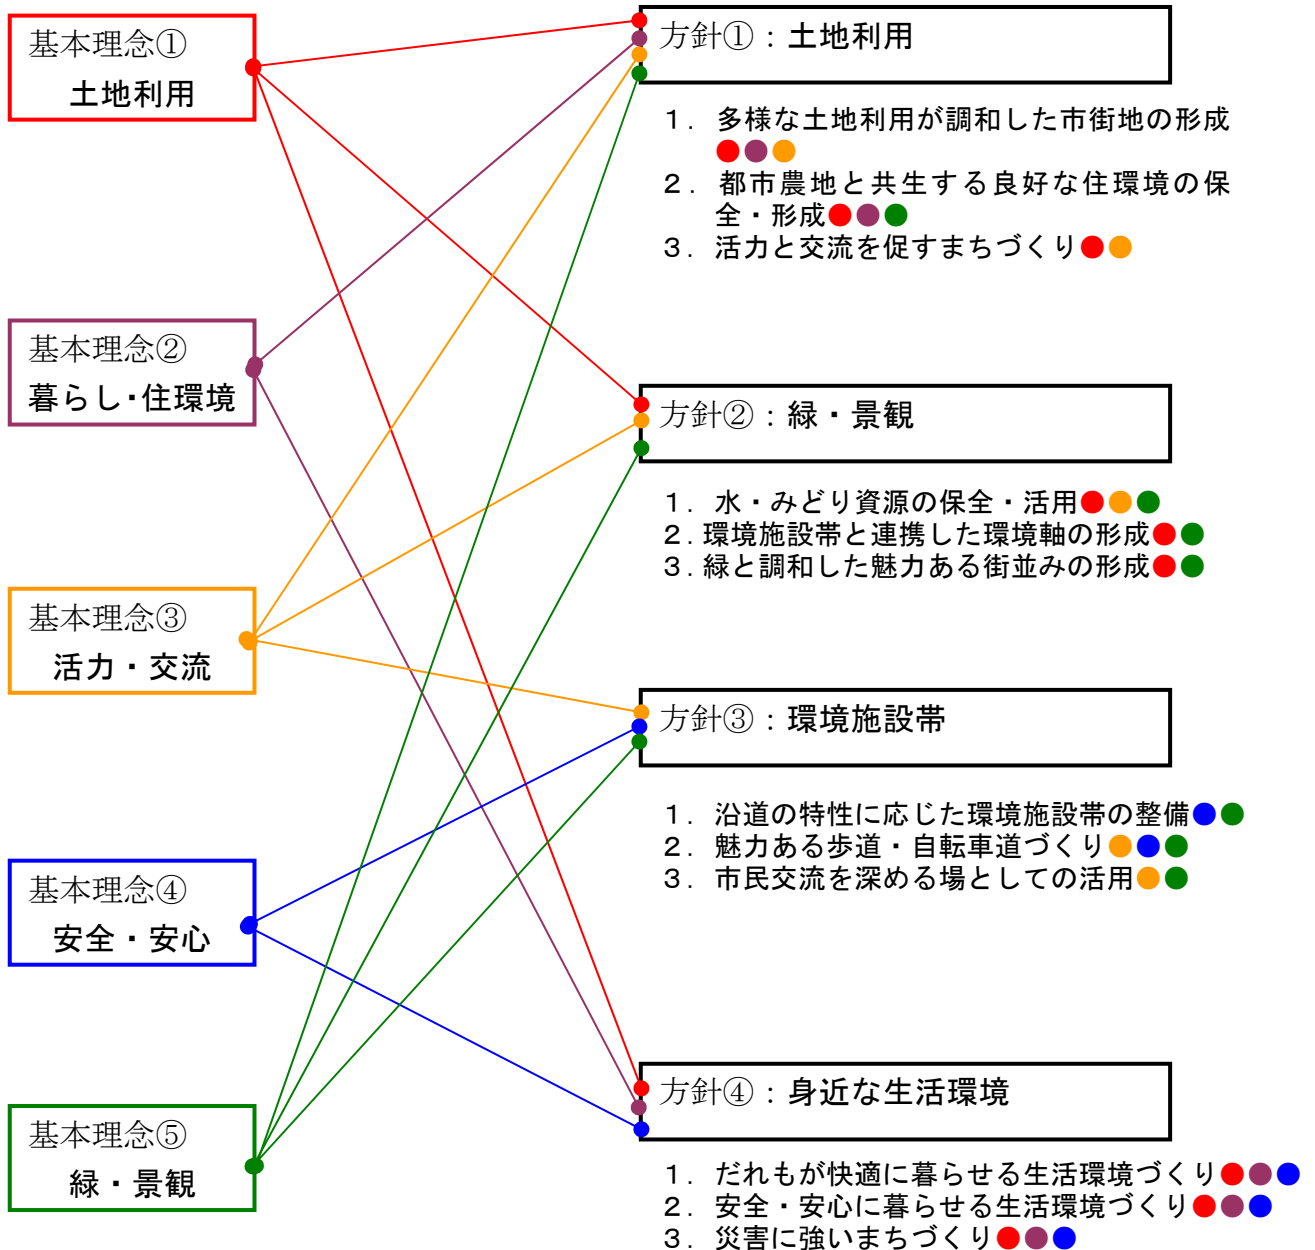 基本理念①
土地利用
基本理念②
暮らし・住環境
基本理念③
活力・交流
基本理念④
安全・安心
基本理念⑤
緑・景観
方針①：土地利用
１．多様な土地利用が調和した市街地の形成
２．都市農地と共生する良好な住環境の保
全・形成
３．活力と交流を促すまちづくり
方針②：緑・景観
１．水・みどり資源の保全・活用
２．環境施設帯と連携した環境軸の形成
３．緑と調和した魅力ある街並みの形成
方針③：環境施設帯
１．沿道の特性に応じた環境施設帯の整備
２．魅力ある歩道・自転車道づくり
３．市民交流を深める場としての活用
方針④：身近な生活環境
１．だれもが快適に暮らせる生活環境づくり
２．安全・安心に暮らせる生活環境づくり
３．災害に強いまちづくり